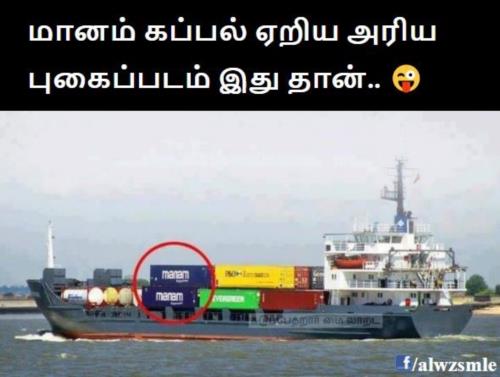 மானம் கப்பல் ஏறிய அரிய
புகைப்படம் இது தான்.. 😜
manam
manam
P&O
EVERGREEN
f/alwzsmle